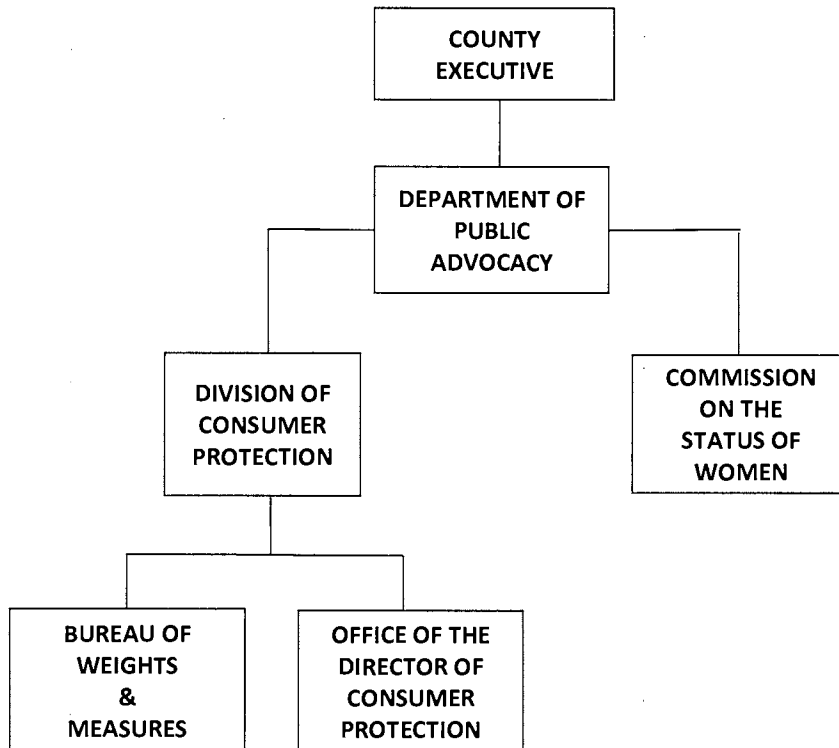 COUNTY
EXECUTIVE
DEPARTMENT OF
PUBLIC
ADVOCACY
DIVISION OF
CONSUMER
PROTECTION
COMMISSION
ON THE
STATUS OF
WOMEN
BUREAU OF
WEIGHTS
&
MEASURES
OFFICE OF THE
DIRECTOR OF
CONSUMER
PROTECTION